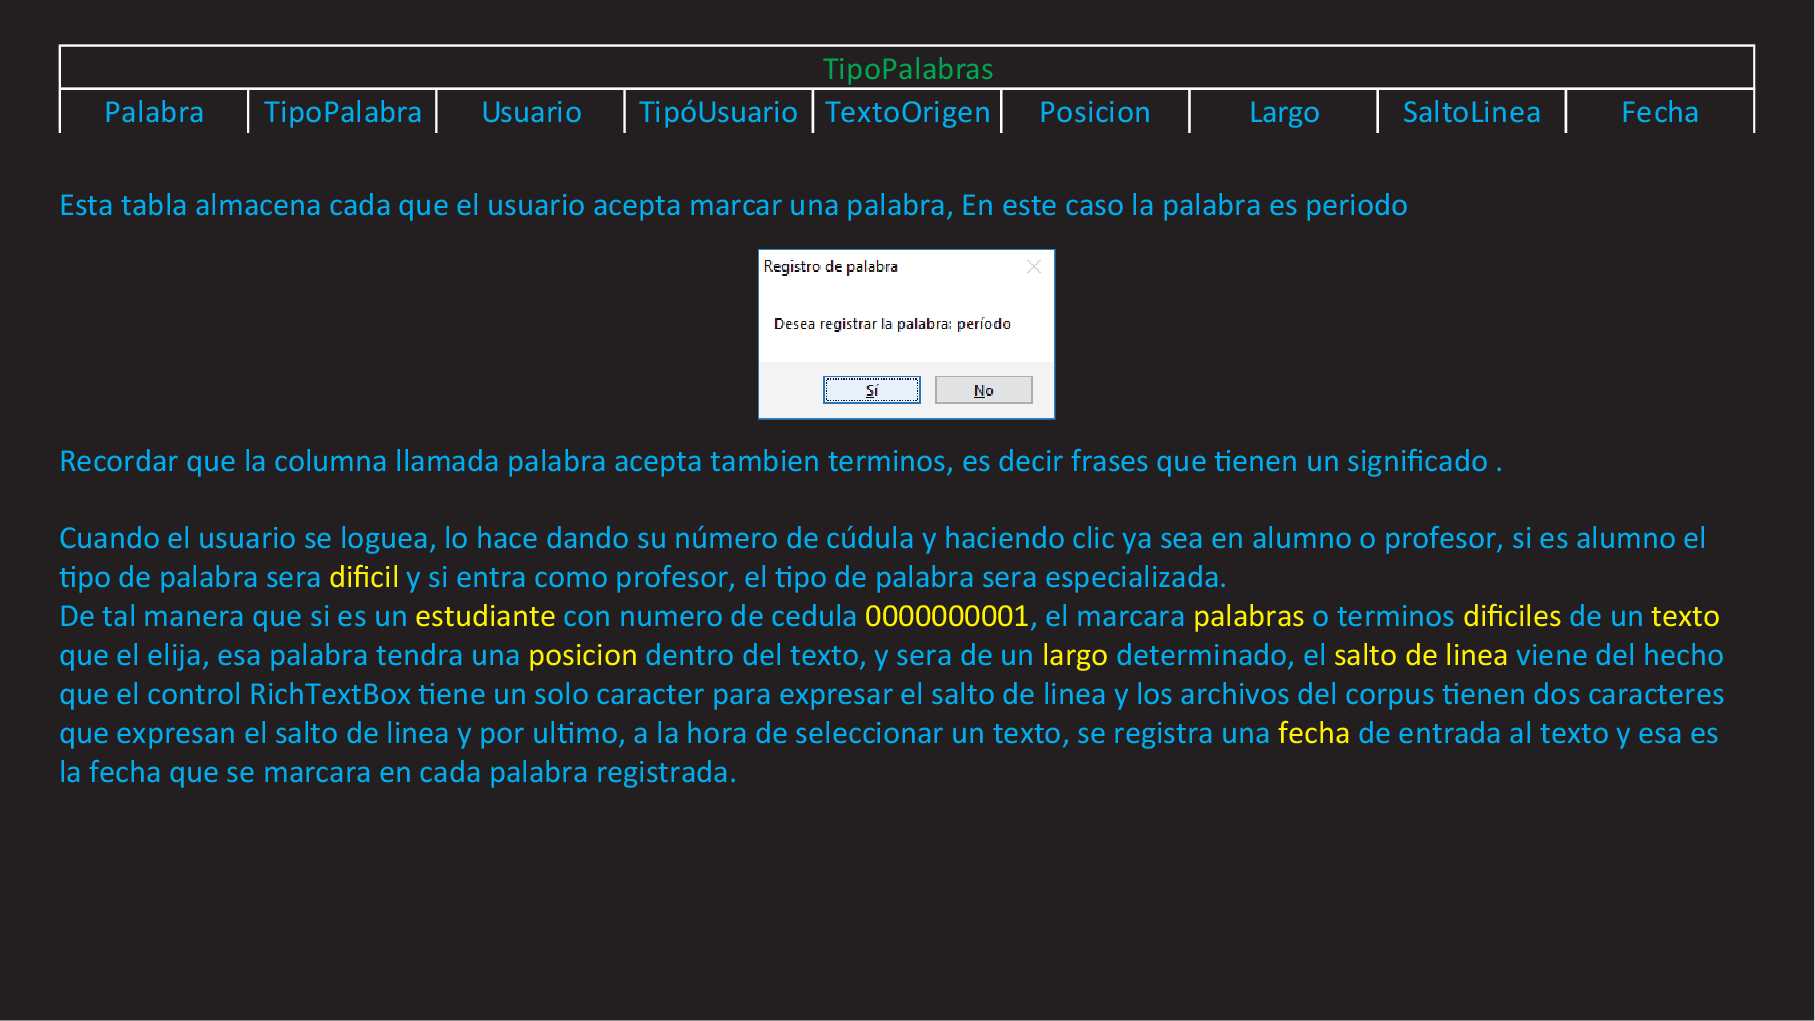 TipoPalabras
Palabra TipoPalabra Usuario TipóUsuario TextoOrigen Posicion Largo SaltoLinea Fecha
Esta tabla almacena cada que el usuario acepta marcar una palabra, En este caso la palabra es periodo
Registro de palabra
Desea registrar la palabra: período
Sí No
Recordar que la columna llamada palabra acepta tambien terminos, es decir frases que tienen un significado .
Cuando el usuario se loguea, lo hace dando su número de cúdula y haciendo clic ya sea en alumno o profesor, si es alumno el
tipo de palabra sera dificil y si entra como profesor, el tipo de palabra sera especializada.
De tal manera que si es un estudiante con numero de cedula 0000000001, el marcara palabras o terminos dificiles de un texto
que el elija, esa palabra tendra una posicion dentro del texto, y sera de un largo determinado, el salto de linea viene del hecho
que el control RichTextBox tiene un solo caracter para expresar el salto de linea y los archivos del corpus tienen dos caracteres
que expresan el salto de linea y por ultimo, a la hora de seleccionar un texto, se registra una fecha de entrada al texto y esa es
la fecha que se marcara en cada palabra registrada.